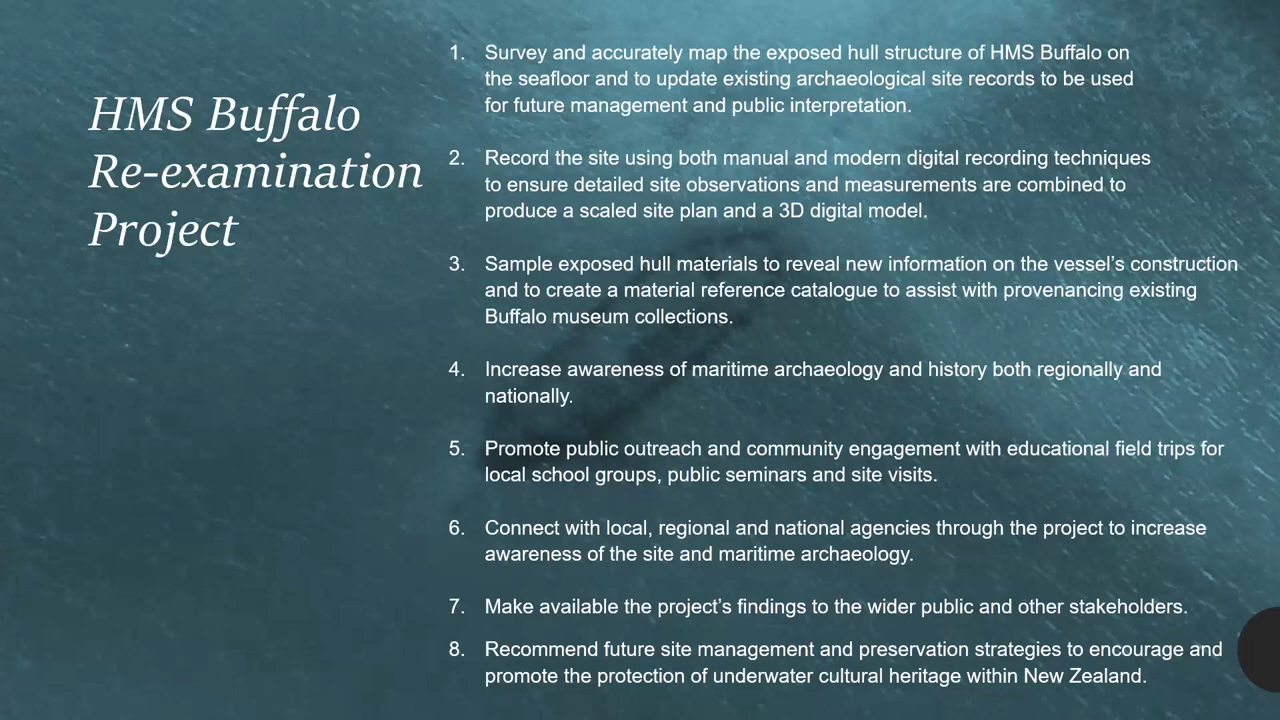 HMS Buffalo
Re-examination
Project
1. Survey and accurately map the exposed hull structure of HMS Buffalo on
the seafloor and to update existing archaeological site records to be used
for future management and public interpretation.
2. Record the site using both manual and modern digital recording techniques
to ensure detailed site observations and measurements are combined to
produce a scaled site plan and a 3D digital model.
3. Sample exposed hull materials to reveal new information on the vessel’s construction
and to create a material reference catalogue to assist with provenancing existing
Buffalo museum collections.
4. Increase awareness of maritime archaeology and history both regionally and
nationally.
5. Promote public outreach and community engagement with educational field trips for
local school groups, public seminars and site visits.
6. Connect with local, regional and national agencies through the project to increase
awareness of the site and maritime archaeology.
7. Make available the project’s findings to the wider public and other stakeholders.
8. Recommend future site management and preservation strategies to encourage and
promote the protection of underwater cultural heritage within New Zealand.